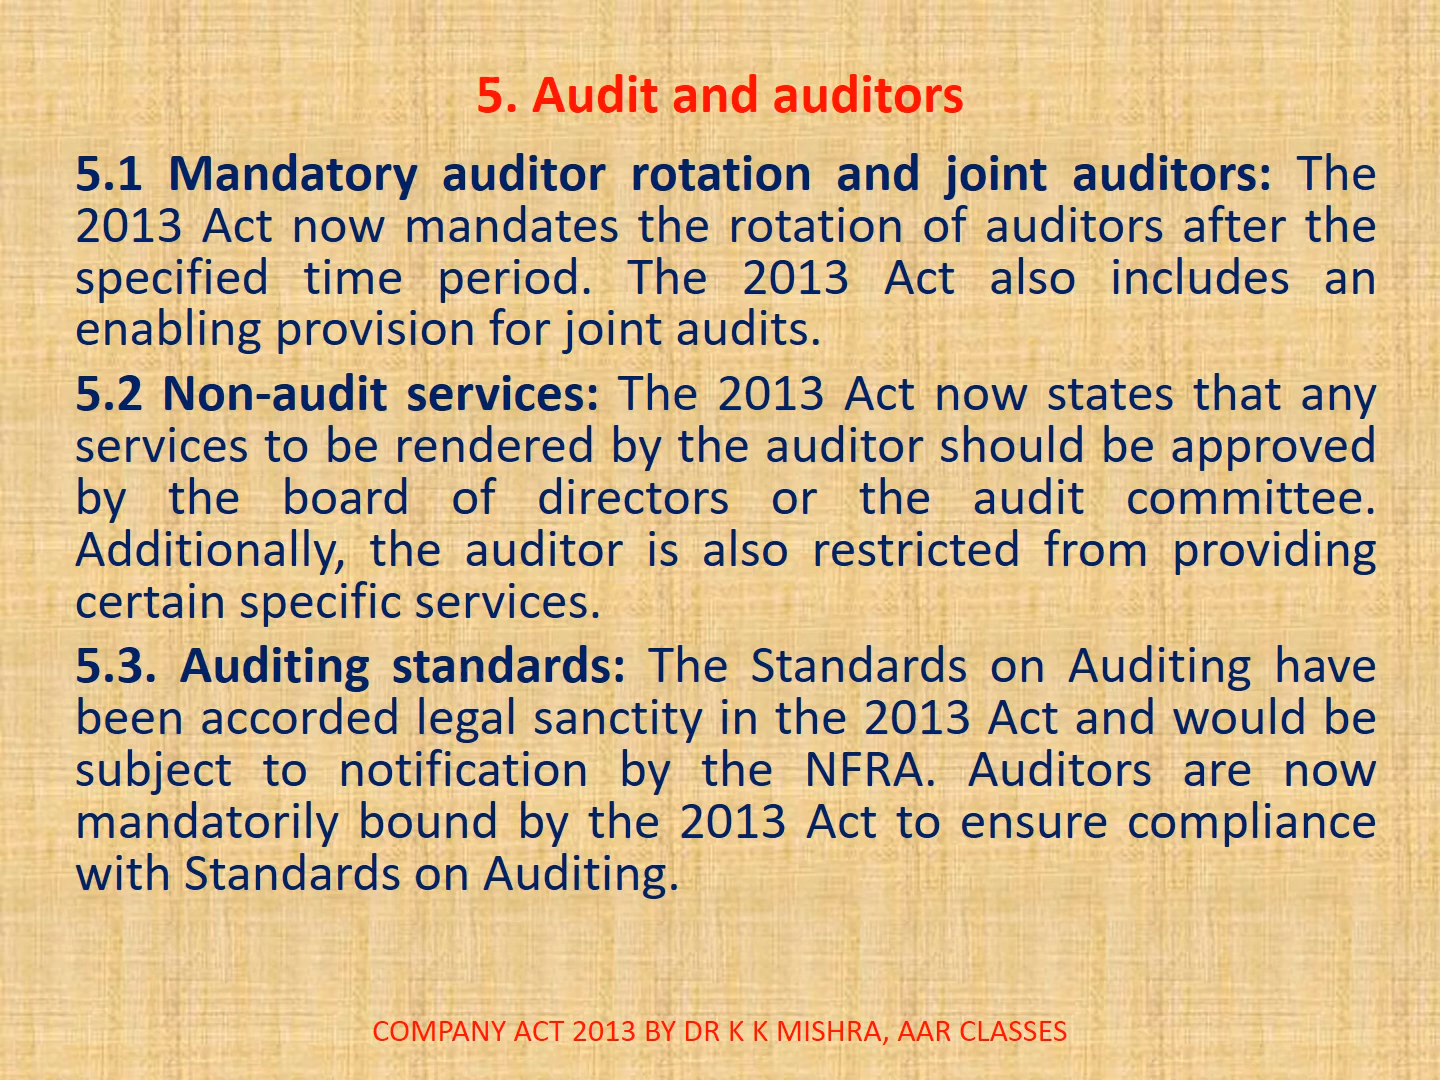 5. Audit and auditors
5.1 Mandatory auditor rotation and joint auditors: The
2013 Act now mandates the rotation of auditors after the
specified time period. The 2013 Act also includes an
enabling provision for joint audits.
5.2 Non-audit services: The 2013 Act now states that any
services to be rendered by the auditor should be approved
by the board of directors or the audit committee.
Additionally, the auditor is also restricted from providing
certain specific services.
5.3. Auditing standards: The Standards on Auditing have
been accorded legal sanctity in the 2013 Act and would be
subject to notification by the NFRA. Auditors are now
mandatorily bound by the 2013 Act to ensure compliance
with Standards on Auditing.
COMPANY ACT 2013 BY DR K K MISHRA, AAR CLASSES